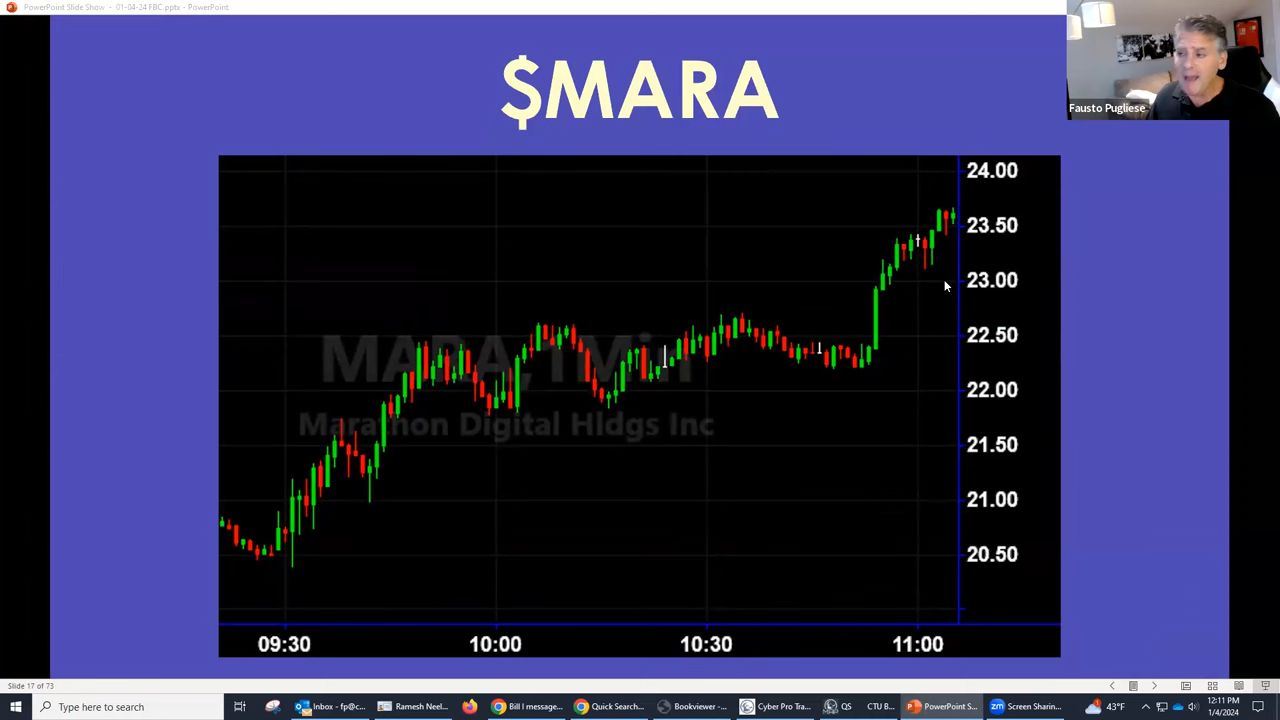 PowerPoint Slide Show - 01-04-24 FBC.pptx - PowerPoint
$MARA
Fausto Pugliese
24.00
23.50
23.00
22.50
MARA,1Min
22.00
Marathon Digital Hldgs Inc
21.50
21.00
20.50
09:30 10:00 10:30 11:00
Slide 17 of 73
Type here to search
Inbox - fp@c...
Ramesh Neel...
Bill I message...
Quick Search...
Bookviewer -...
Cyber Pro Tra...
QS
CTU B...
PowerPoint S...
Screen Sharing...
43°F
12:11 PM
1/4/2024